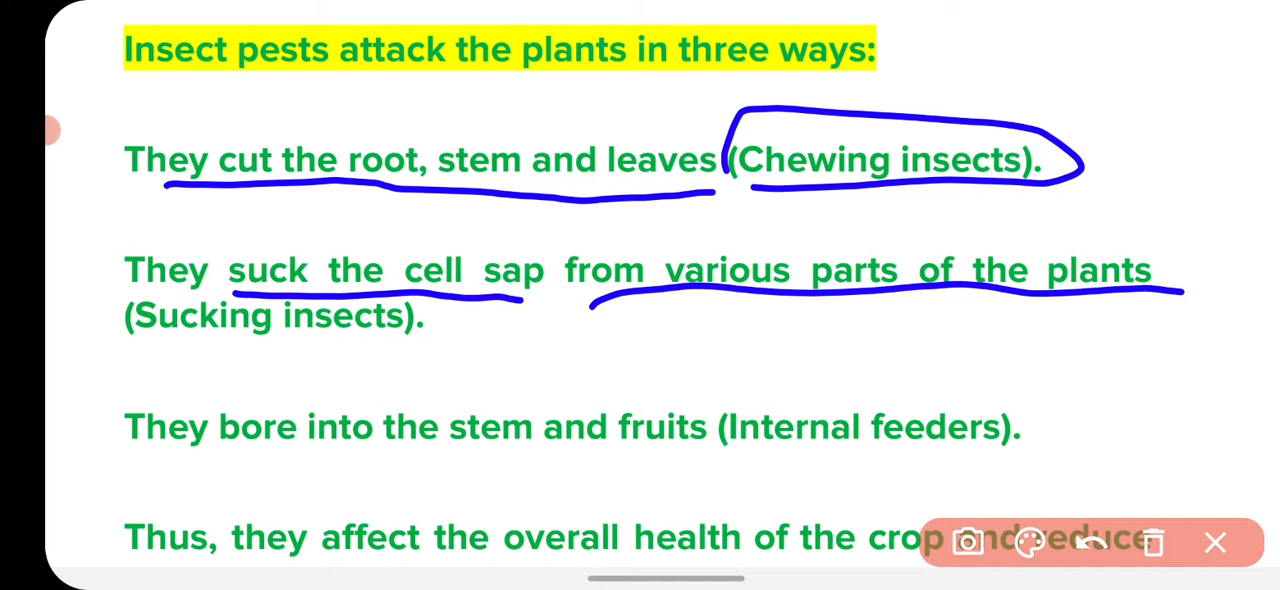 Insect pests attack the plants in three ways:
They cut the root, stem and leaves (Chewing insects).
They suck the cell sap from various parts of the plants
(Sucking insects).
They bore into the stem and fruits (Internal feeders).
Thus, they affect the overall health of the crop and reduce